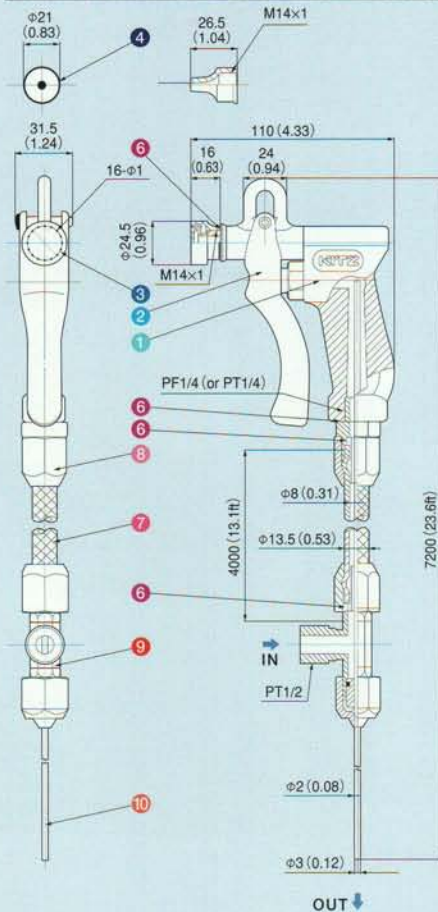 Φ21
(0.83)
4
26.5
(1.04)
M14×1
31.5
(1.24)
6
110 (4.33)
16-Φ1
16
(0.63)
24
(0.94)
Φ24.5
(0.96)
KITZ
M14×1
3
2
1
PF1/4 (or PT1/4)
6
6
8
Φ8 (0.31)
7
4000 (13.1ft)
Φ13.5 (0.53)
7200 (23.6ft)
6
9
IN
PT1/2
10
Φ2 (0.08)
Φ3 (0.12)
OUT